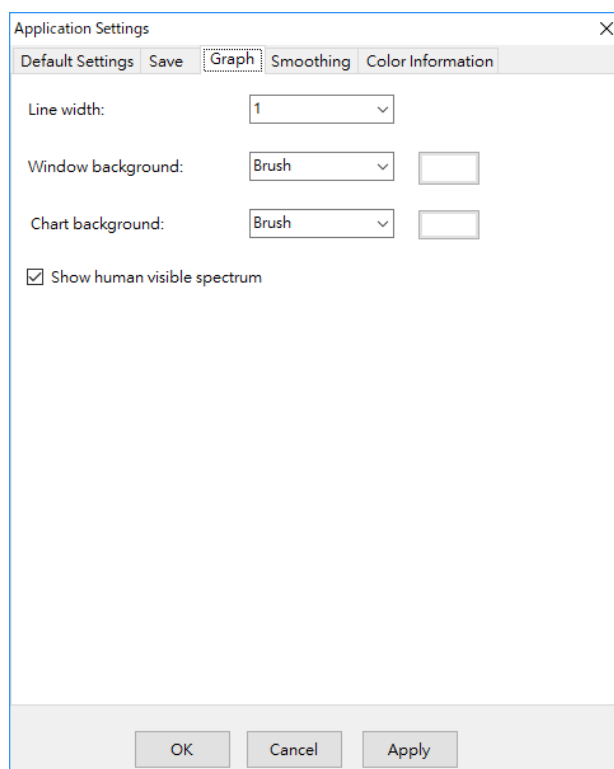 Application Settings
Default Settings Save Graph Smoothing Color Information
Line width: 1
Window background: Brush
Chart background: Brush
Show human visible spectrum
OK Cancel Apply